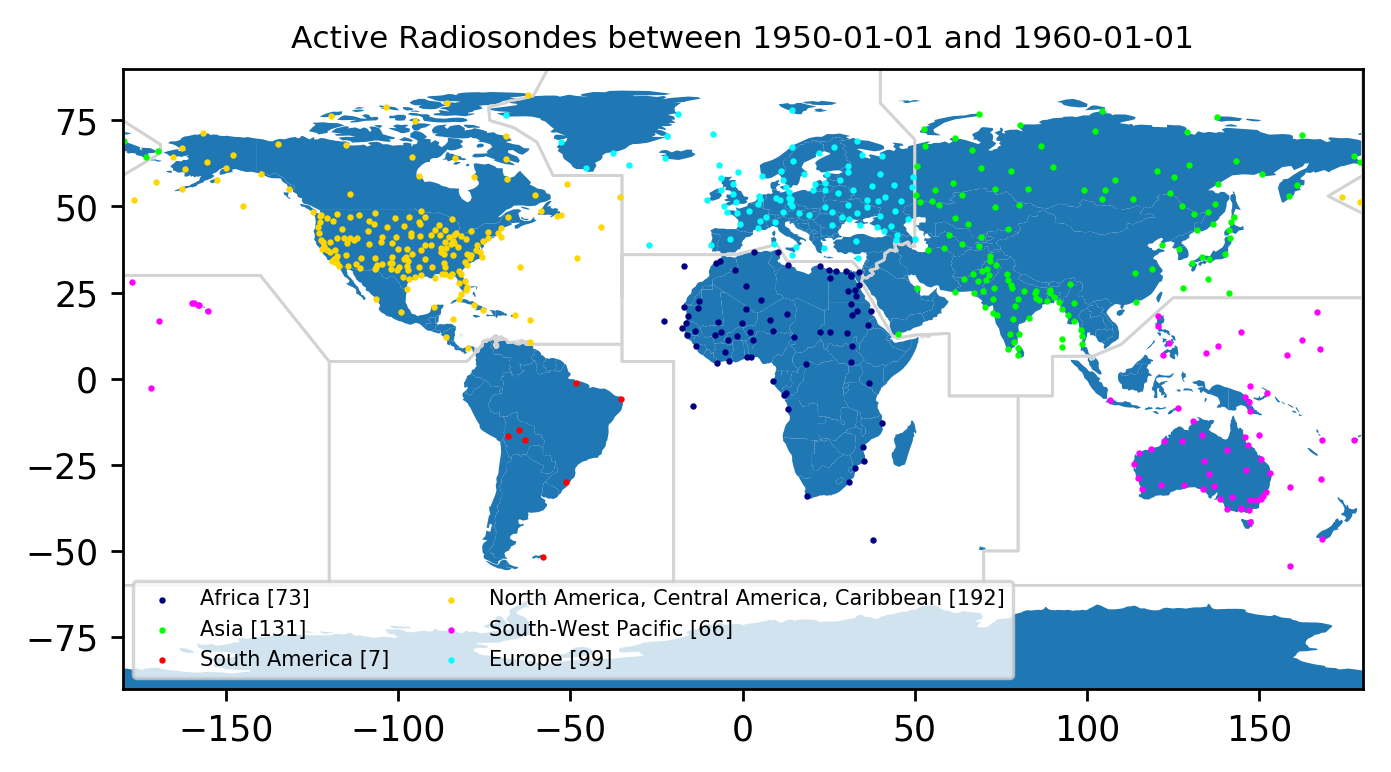 Active Radiosondes between 1950-01-01 and 1960-01-01
75
50
25
0
−25
−50
−75
Africa [73]
Asia [131]
South America [7]
North America, Central America, Caribbean [192]
South-West Pacific [66]
Europe [99]
−150
−100
−50
0
50
100
150